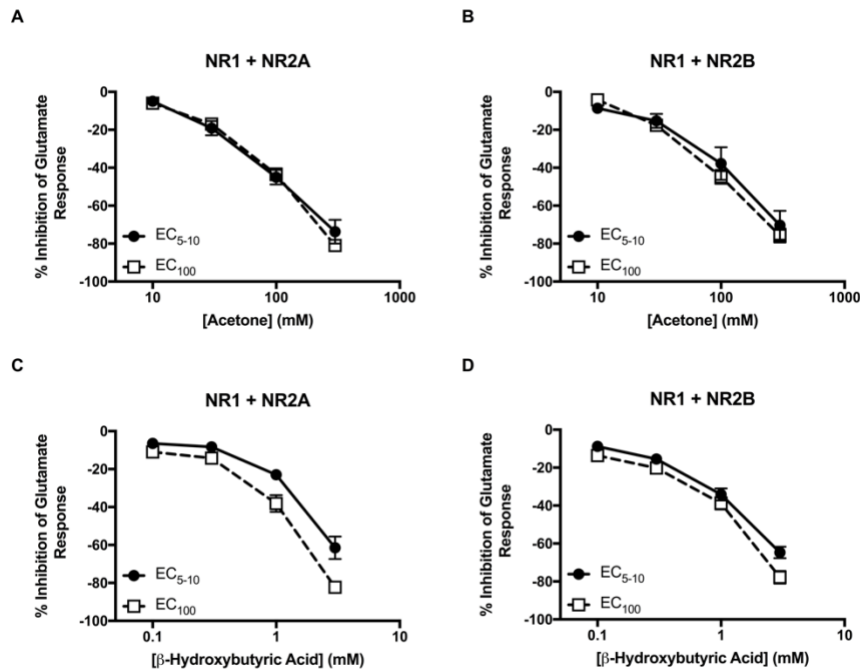 A
NR1 + NR2A
% Inhibition of Glutamate
Response
0
-20
-40
-60
-80
-100
EC5-10
EC100
10
100
1000
[Acetone] (mM)
B
NR1 + NR2B
% Inhibition of Glutamate
Response
0
-20
-40
-60
-80
-100
EC5-10
EC100
10
100
1000
[Acetone] (mM)
C
NR1 + NR2A
% Inhibition of Glutamate
Response
0
-20
-40
-60
-80
-100
EC5-10
EC100
0.1
1
10
[β-Hydroxybutyric Acid] (mM)
D
NR1 + NR2B
% Inhibition of Glutamate
Response
0
-20
-40
-60
-80
-100
EC5-10
EC100
0.1
1
10
[β-Hydroxybutyric Acid] (mM)